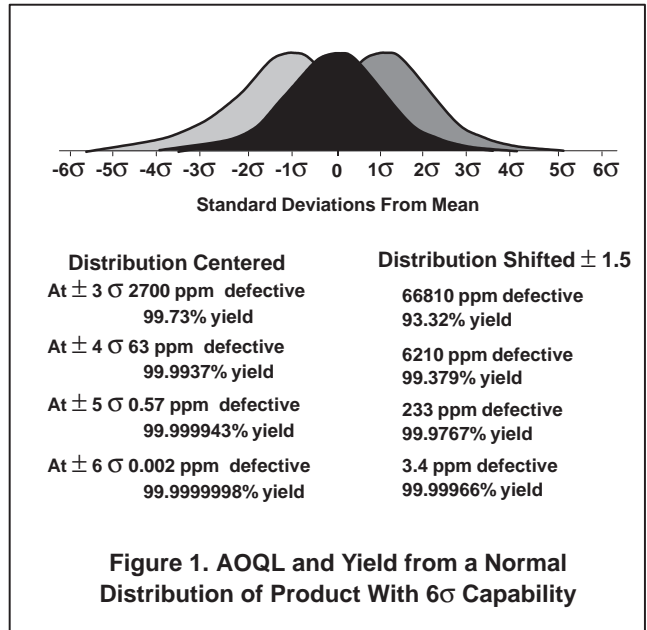 -6σ -5σ -4σ -3σ -2σ -1σ 0 1σ 2σ 3σ 4σ 5σ 6σ
Standard Deviations From Mean
Distribution Centered
At ± 3 σ 2700 ppm defective
99.73% yield
At ± 4 σ 63 ppm defective
99.9937% yield
At ± 5 σ 0.57 ppm defective
99.999943% yield
At ± 6 σ 0.002 ppm defective
99.9999998% yield
Distribution Shifted ± 1.5
66810 ppm defective
93.32% yield
6210 ppm defective
99.379% yield
233 ppm defective
99.9767% yield
3.4 ppm defective
99.99966% yield
Figure 1. AOQL and Yield from a Normal
Distribution of Product With 6σ Capability